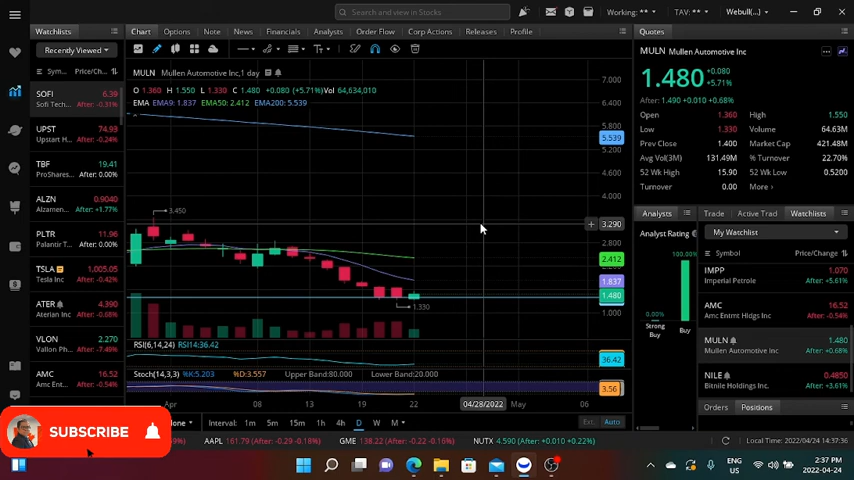 Search for News in Stocks
Working: **
TAV: **
Webull(...)
Watchlists
Chart
Options
News
Financials
Analysts
Order Flow
Corp Actions
Releases
Profile
Quotes
Recently Viewed
MULN Mullen Automotive Inc
Sym... Price/Ch...
MULN Mullen Automotive Inc,1 day
1.480 +0.080 +5.71%
O 1.360 H 1.550 L 1.330 C 1.480 +0.080 (+5.71%)Vol 64,634,010
EMA EMA9: 1.837 EMA50: 2.412 EMA200: 5.539
After: 1.490 +0.010 +0.68%
Open 1.360 High 1.550
Low 1.330 Volume 64.63M
Prev Close 1.400 Market Cap 421.48M
Avg Vol(3M) 131.49M % Turnover 22.70%
52 Wk High 15.90 52 Wk Low 0.5200
Turnover 0.00 More ›
SOFI 6.39
Sofi Tech... After: -0.31%
UPST 74.93
Upstart H... After: -0.24%
TBF 19.41
ProShares... After: 0.00%
ALZN 0.9040
Alzamen... After: +1.77%
PLTR 11.96
Palantir T... After: 0.00%
TSLA 1,005.05
Tesla Inc After: -0.42%
ATER 4.390
Aterian Inc After: -0.68%
VLON 2.270
Vallon Ph... After: -7.49%
AMC 16.52
Amc Ent... After: -0.54%
7.000
6.400
5.800
5.539
5.200
4.600
4.000
3.290
2.800
2.412
1.837
1.480
1.000
3.450
1.330
RSI(6,14,24) RSI14:36.42
36.42
Stoch(14,3,3) %K:5.203 %D:3.557 Upper Band:80.000 Lower Band:20.000
3.56
Apr 08 13 19 22 04/28/2022 May 06
Interval: 1m 5m 15m 1h 4h D W M
Ext. Auto
Analysts
Trade
Active Trd
Watchlists
Analyst Rating
My Watchlist
100.00%
0.00%
Strong Buy
Buy
Symbol Price/Change
IMPP 1.070
Imperial Petrole After: +5.61%
AMC 16.52
Amc Entmt Hldgs Inc After: -0.54%
MULN 1.480
Mullen Automotive Inc After: +0.68%
NILE 0.4850
Bitnile Holdings Inc. After: +3.61%
Orders
Positions
SUBSCRIBE
AAPL 161.79 (-0.29 -0.18%)
GME 138.22 (-0.22 -0.16%)
NUTX 4.590 (+0.010 +0.22%)
Local Time: 2022/04/24 14:37:36
ENG
US
2:37 PM
2022-04-24